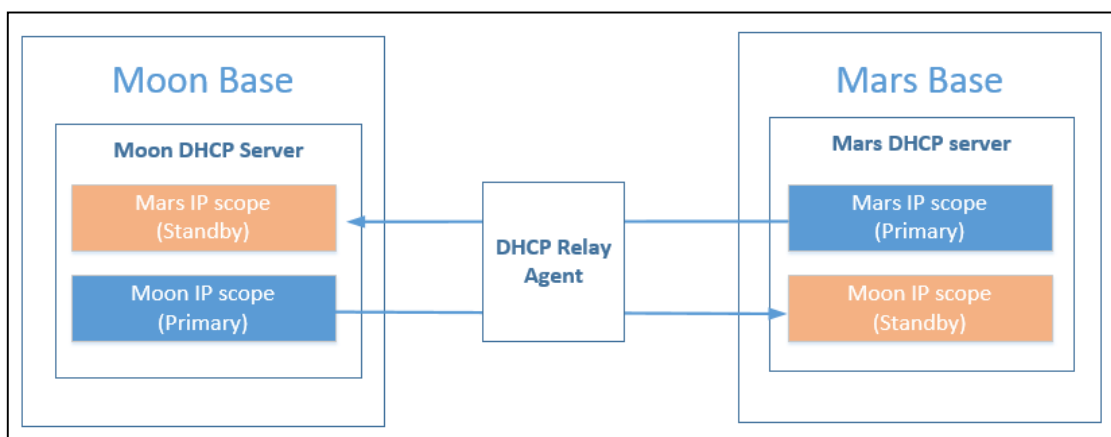 Moon Base
Moon DHCP Server
Mars IP scope
(Standby)
Moon IP scope
(Primary)
DHCP Relay
Agent
Mars Base
Mars DHCP server
Mars IP scope
(Primary)
Moon IP scope
(Standby)